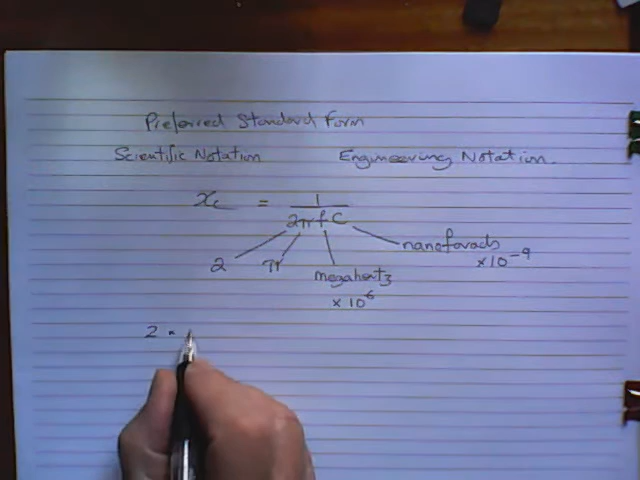 Preferred Standard Form
Scientific Notation Engineering Notation.
Xc = 1
2πfC
2 π megahertz nanofarads
×10⁶ ×10⁻⁹
2 ×